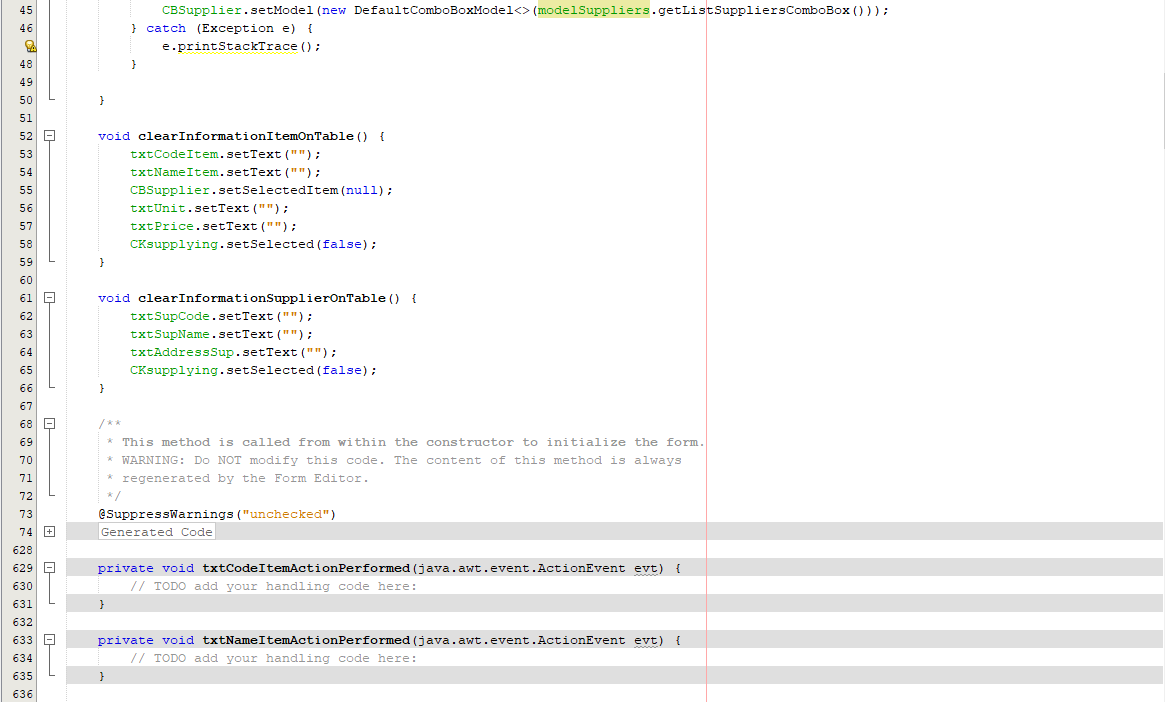 45 CBSupplier.setModel(new DefaultComboBoxModel<>(modelSuppliers.getListSuppliersComboBox()));
46 } catch (Exception e) {
e.printStackTrace();
48 }
49
50 }
51
52 void clearInformationItemOnTable() {
53 txtCodeItem.setText("");
54 txtNameItem.setText("");
55 CBSupplier.setSelectedItem(null);
56 txtUnit.setText("");
57 txtPrice.setText("");
58 CKsupplying.setSelected(false);
59 }
60
61 void clearInformationSupplierOnTable() {
62 txtSupCode.setText("");
63 txtSupName.setText("");
64 txtAddressSup.setText("");
65 CKsupplying.setSelected(false);
66 }
67
68 /**
69 * This method is called from within the constructor to initialize the form.
70 * WARNING: Do NOT modify this code. The content of this method is always
71 * regenerated by the Form Editor.
72 */
73 @SuppressWarnings("unchecked")
74 Generated Code
628
629 private void txtCodeItemActionPerformed(java.awt.event.ActionEvent evt) {
630 // TODO add your handling code here:
631 }
632
633 private void txtNameItemActionPerformed(java.awt.event.ActionEvent evt) {
634 // TODO add your handling code here:
635 }
636